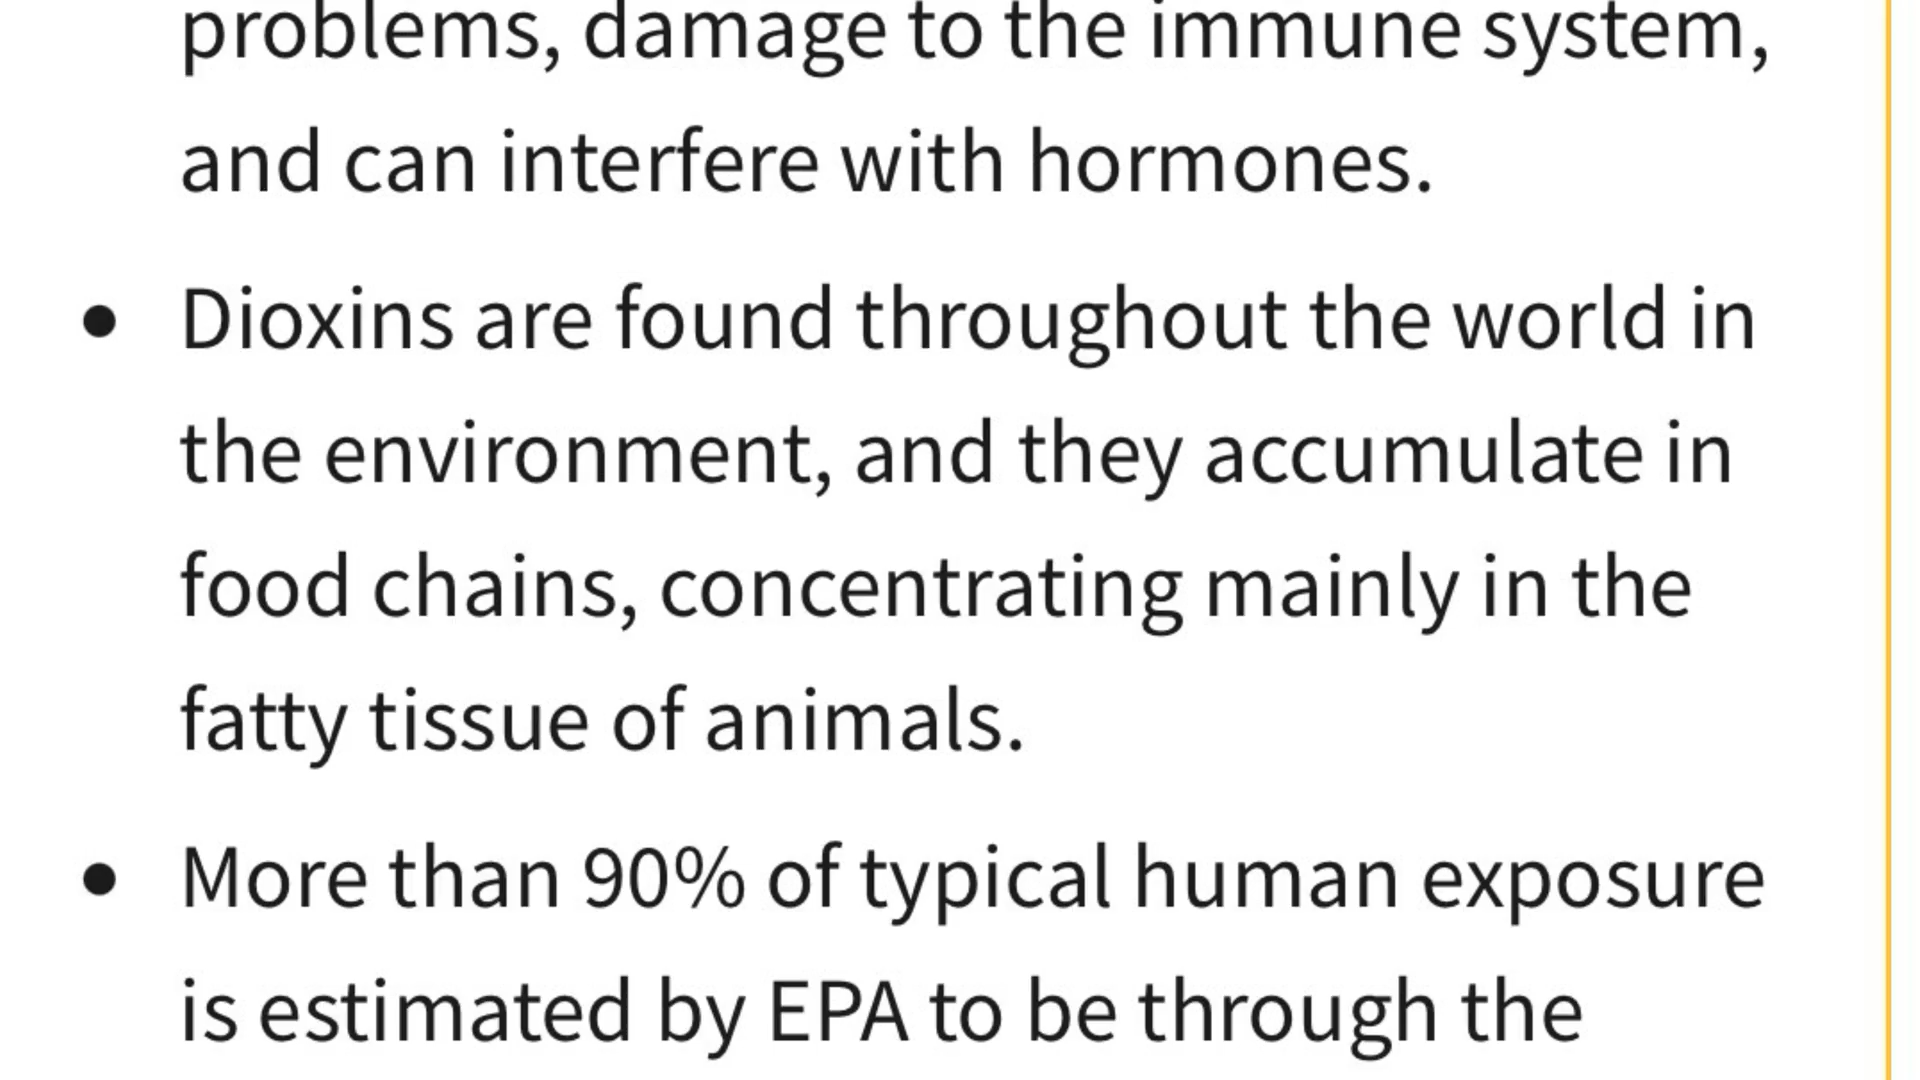 problems, damage to the immune system,
and can interfere with hormones.
• Dioxins are found throughout the world in
the environment, and they accumulate in
food chains, concentrating mainly in the
fatty tissue of animals.
• More than 90% of typical human exposure
is estimated by EPA to be through the